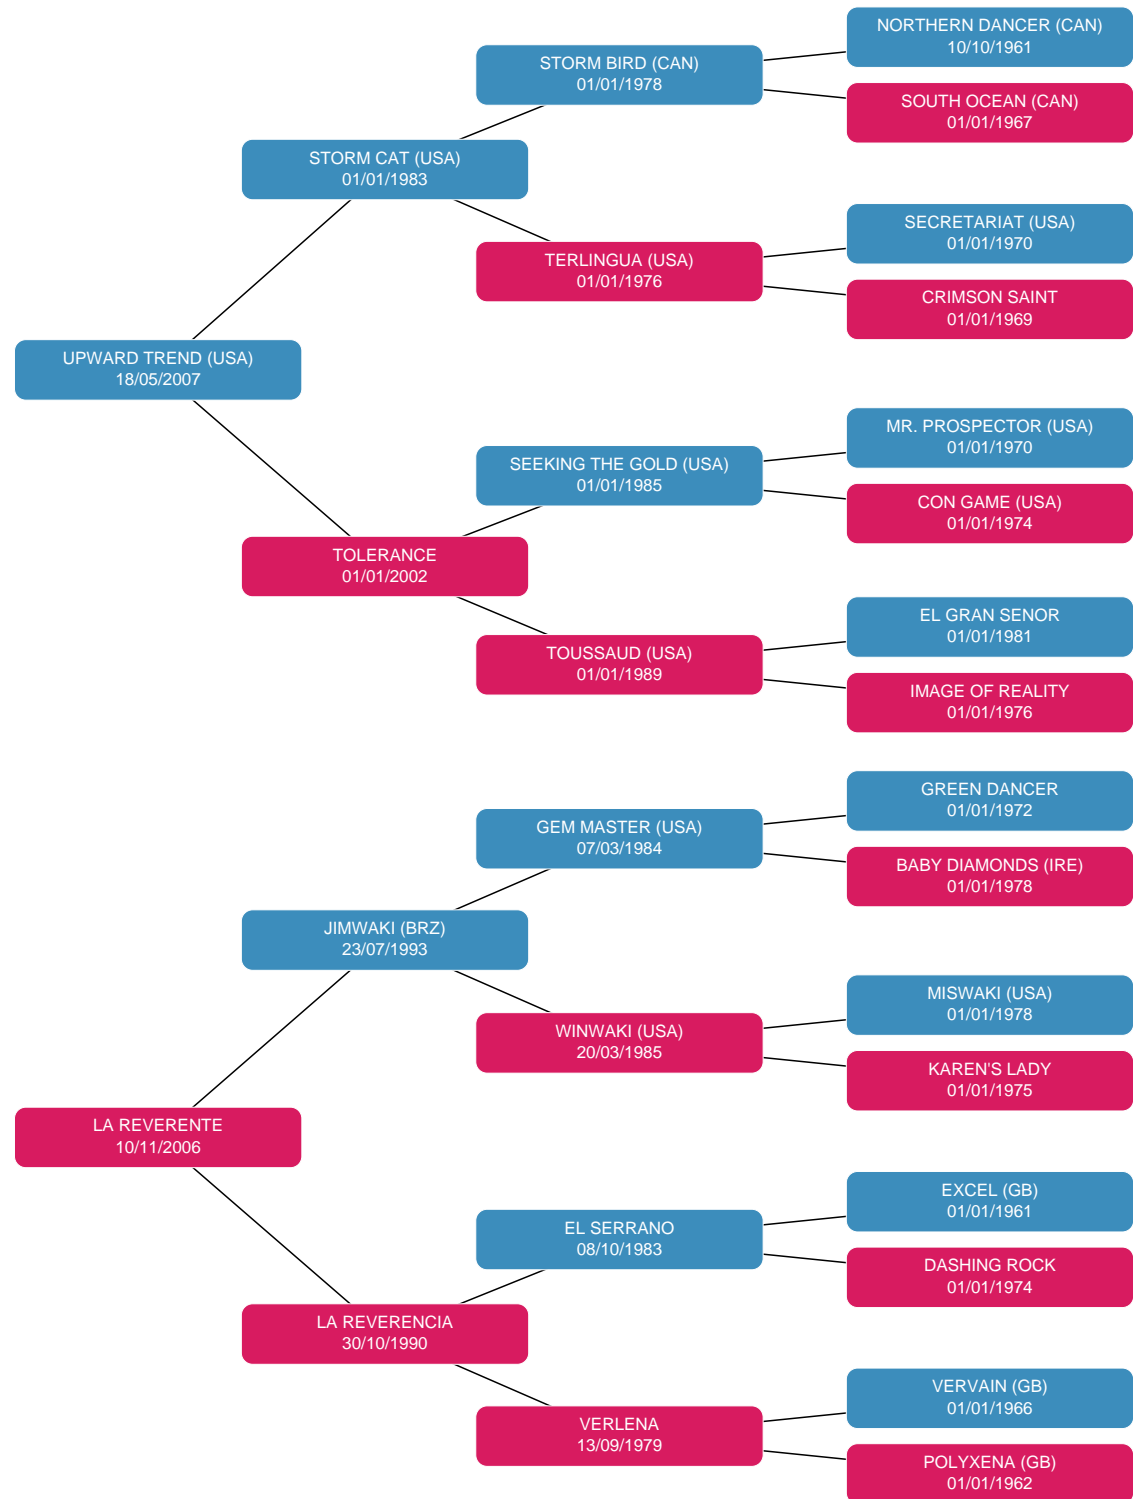 NORTHERN DANCER (CAN)
10/10/1961
STORM BIRD (CAN)
01/01/1978
SOUTH OCEAN (CAN)
01/01/1967
STORM CAT (USA)
01/01/1983
SECRETARIAT (USA)
01/01/1970
TERLINGUA (USA)
01/01/1976
CRIMSON SAINT
01/01/1969
UPWARD TREND (USA)
18/05/2007
MR. PROSPECTOR (USA)
01/01/1970
SEEKING THE GOLD (USA)
01/01/1985
CON GAME (USA)
01/01/1974
TOLERANCE
01/01/2002
EL GRAN SENOR
01/01/1981
TOUSSAUD (USA)
01/01/1989
IMAGE OF REALITY
01/01/1976
GREEN DANCER
01/01/1972
GEM MASTER (USA)
07/03/1984
BABY DIAMONDS (IRE)
01/01/1978
JIMWAKI (BRZ)
23/07/1993
MISWAKI (USA)
01/01/1978
WINWAKI (USA)
20/03/1985
KAREN'S LADY
01/01/1975
LA REVERENTE
10/11/2006
EXCEL (GB)
01/01/1961
EL SERRANO
08/10/1983
DASHING ROCK
01/01/1974
LA REVERENCIA
30/10/1990
VERVAIN (GB)
01/01/1966
VERLENA
13/09/1979
POLYXENA (GB)
01/01/1962